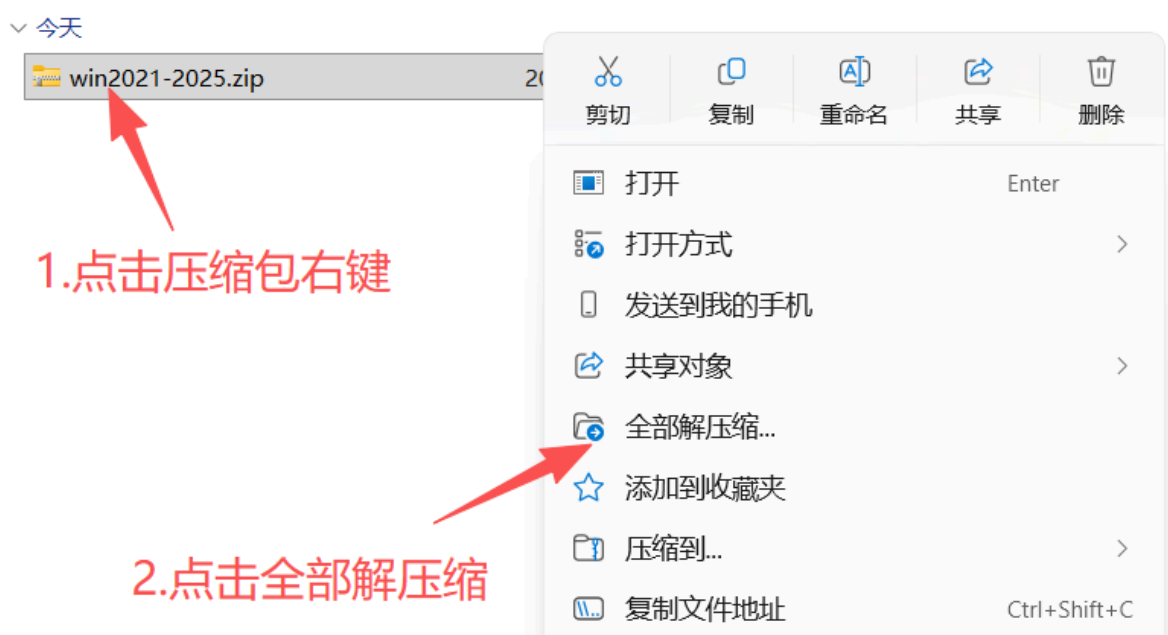 今天
win2021-2025.zip
20
剪切 复制 重命名 共享 删除
打开 Enter
打开方式
1.点击压缩包右键
发送到我的手机
共享对象
全部解压缩...
添加到收藏夹
压缩到...
2.点击全部解压缩
复制文件地址 Ctrl+Shift+C